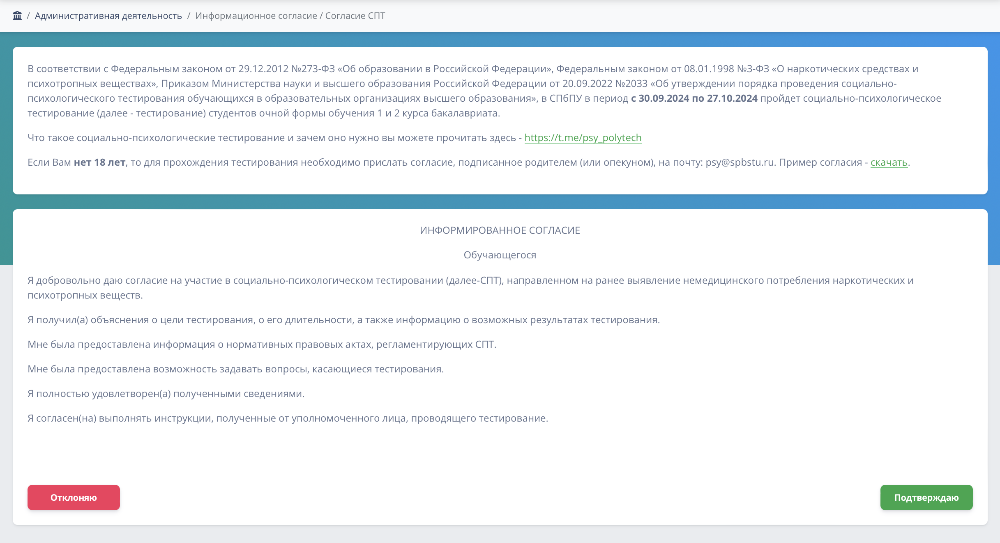 / Административная деятельность / Информационное согласие / Согласие СПТ
В соответствии с Федеральным законом от 29.12.2012 №273-ФЗ «Об образовании в Российской Федерации», Федеральным законом от 08.01.1998 №3-ФЗ «О наркотических средствах и
психотропных веществах», Приказом Министерства науки и высшего образования Российской Федерации от 20.09.2022 №2033 «Об утверждении порядка проведения социально-
психологического тестирования обучающихся в образовательных организациях высшего образования», в СПбПУ в период с 30.09.2024 по 27.10.2024 пройдет социально-психологическое
тестирование (далее - тестирование) студентов очной формы обучения 1 и 2 курса бакалавриата.
Что такое социально-психологические тестирование и зачем оно нужно вы можете прочитать здесь - https://t.me/psy_polytech
Если Вам нет 18 лет, то для прохождения тестирования необходимо прислать согласие, подписанное родителем (или опекуном), на почту: psy@spbstu.ru. Пример согласия - скачать.
ИНФОРМИРОВАННОЕ СОГЛАСИЕ
Обучающегося
Я добровольно даю согласие на участие в социально-психологическом тестировании (далее-СПТ), направленном на ранее выявление немедицинского потребления наркотических и
психотропных веществ.
Я получил(а) объяснения о цели тестирования, о его длительности, а также информацию о возможных результатах тестирования.
Мне была предоставлена информация о нормативных правовых актах, регламентирующих СПТ.
Мне была предоставлена возможность задавать вопросы, касающиеся тестирования.
Я полностью удовлетворен(а) полученными сведениями.
Я согласен(на) выполнять инструкции, полученные от уполномоченного лица, проводящего тестирование.
Отклоняю
Подтверждаю